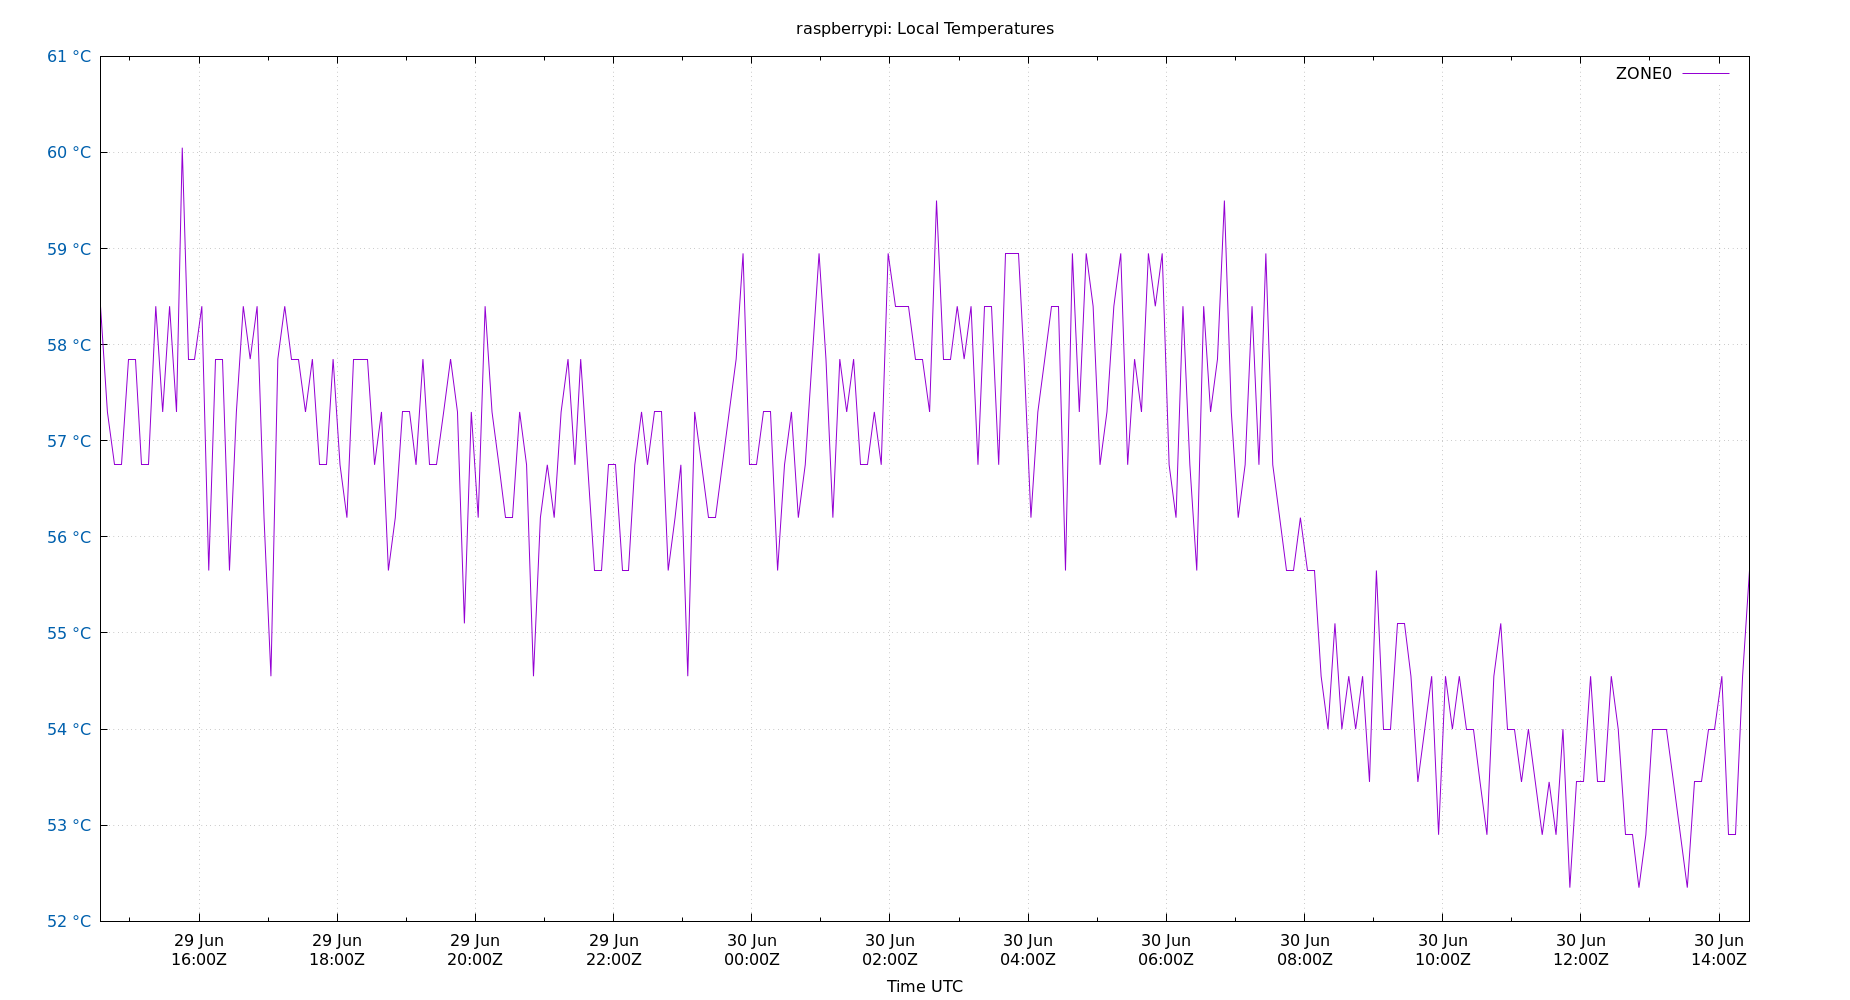 raspberrypi: Local Temperatures
61 °C
ZONE0
60 °C
59 °C
58 °C
57 °C
56 °C
55 °C
54 °C
53 °C
52 °C
29 Jun 29 Jun 29 Jun 29 Jun 30 Jun 30 Jun 30 Jun 30 Jun 30 Jun 30 Jun 30 Jun 30 Jun
16:00Z 18:00Z 20:00Z 22:00Z 00:00Z 02:00Z 04:00Z 06:00Z 08:00Z 10:00Z 12:00Z 14:00Z
Time UTC